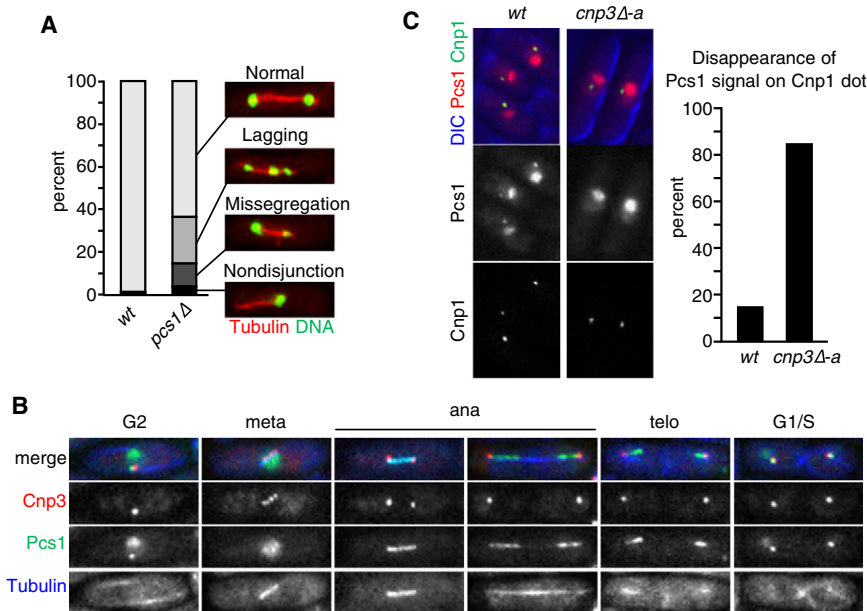 A
percent
100
80
60
40
20
0
wt
pcs1Δ
Normal
Lagging
Missegregation
Nondisjunction
Tubulin DNA
C
wt
cnp3Δ-a
DIC Pcs1 Cnp1
Pcs1
Cnp1
Disappearance of
Pcs1 signal on Cnp1 dot
percent
100
80
60
40
20
0
wt
cnp3Δ-a
B
G2
meta
ana
telo
G1/S
merge
Cnp3
Pcs1
Tubulin